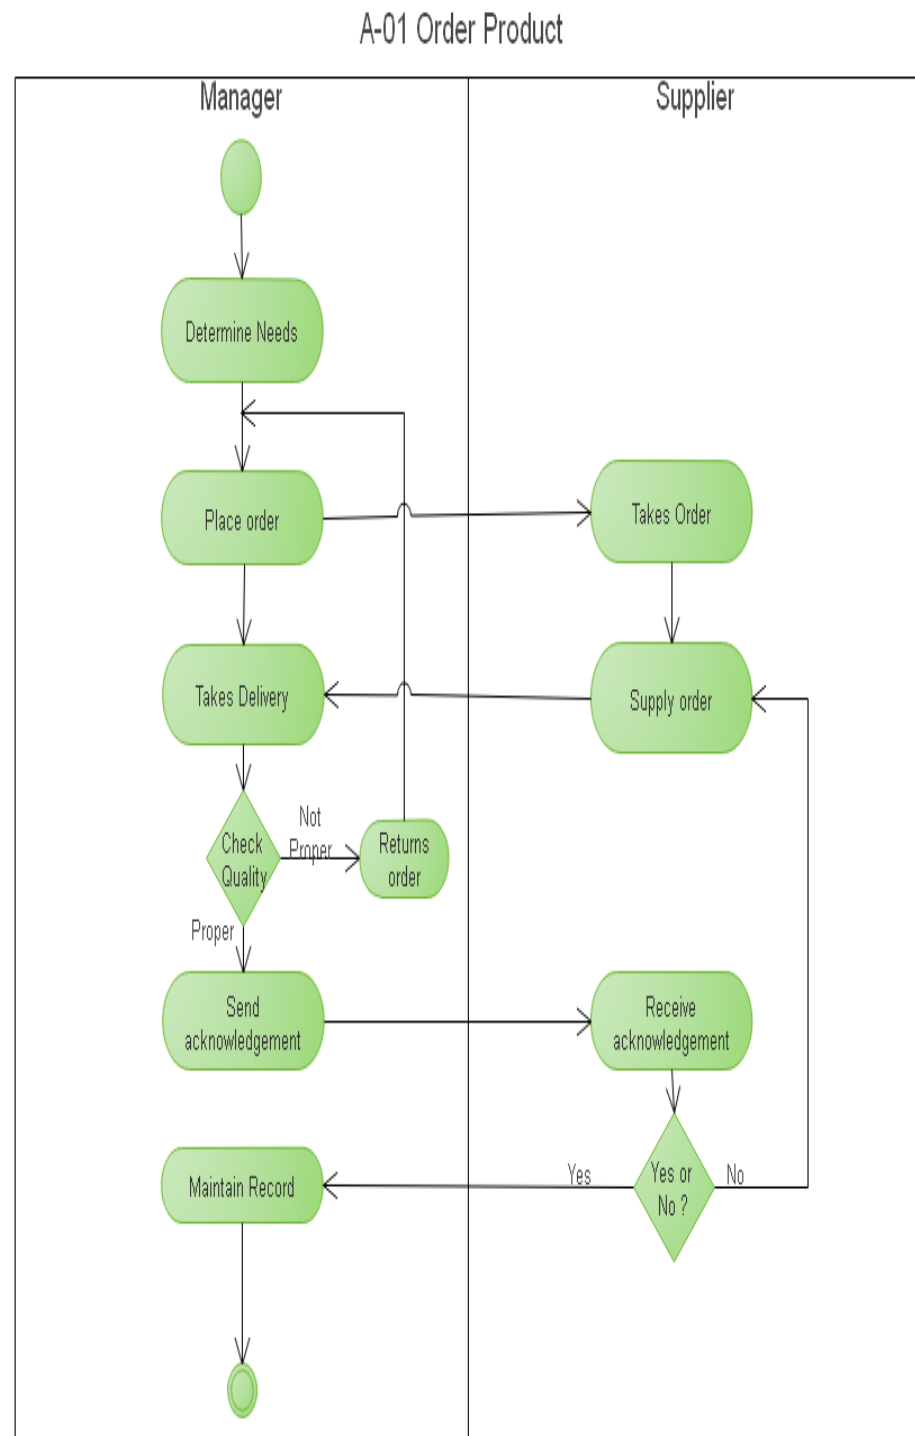 A-01 Order Product
Manager
Supplier
Determine Needs
Place order
Takes Order
Takes Delivery
Supply order
Check
Quality
Not
Proper
Returns
order
Proper
Send
acknowledgement
Receive
acknowledgement
Maintain Record
Yes
Yes or
No ?
No